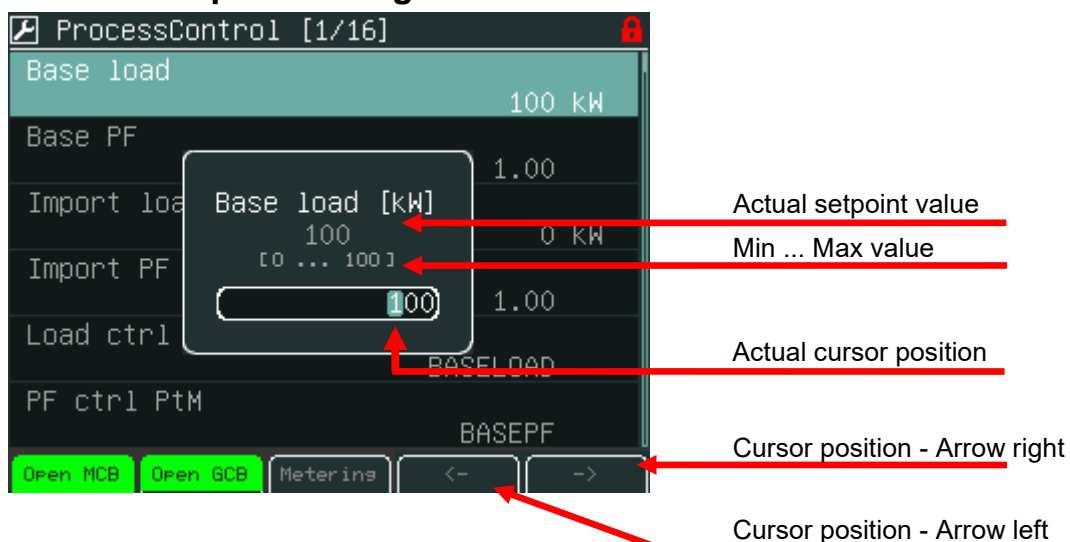 ProcessControl [1/16]
Base load
100 kW
Base PF
1.00
Import loa
0 kW
Import PF
1.00
Load ctrl
BASELOAD
PF ctrl PtM
BASEPF
Base load [kW]
100
[0 ... 100]
100
Open MCB Open GCB Metering <- ->
Actual setpoint value
Min ... Max value
Actual cursor position
Cursor position - Arrow right
Cursor position - Arrow left